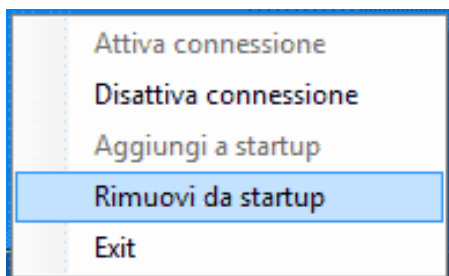 Attiva connessione
Disattiva connessione
Aggiungi a startup
Rimuovi da startup
Exit